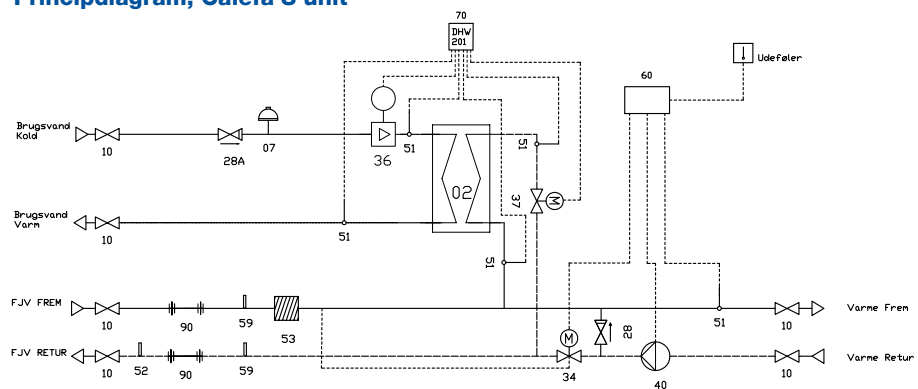 Principdiagram, Calefa S unit
70
DHW
201
60
Udeføler
Brugsvand
Kold
10
28A
07
36
51
51
02
37
M
Brugsvand
Varm
10
51
51
FJV FREM
10
90
59
53
51
10
Varme Frem
M
28
FJV RETUR
10
52
90
59
34
40
10
Varme Retur